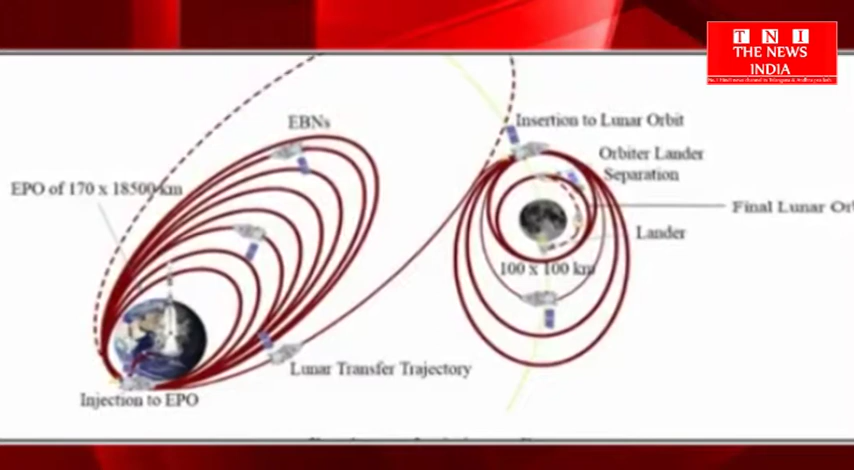 T N I
THE NEWS
INDIA
EBNs
Insertion to Lunar Orbit
Orbiter Lander
Separation
EPO of 170 x 18500 km
Final Lunar Or
Lander
100 x 100 km
Lunar Transfer Trajectory
Injection to EPO